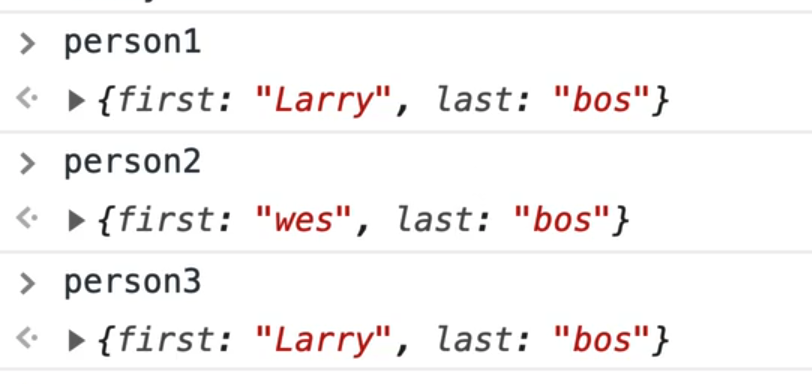 > person1
<· ▶ {first: "Larry", last: "bos"}
> person2
<· ▶ {first: "wes", last: "bos"}
> person3
<· ▶ {first: "Larry", last: "bos"}